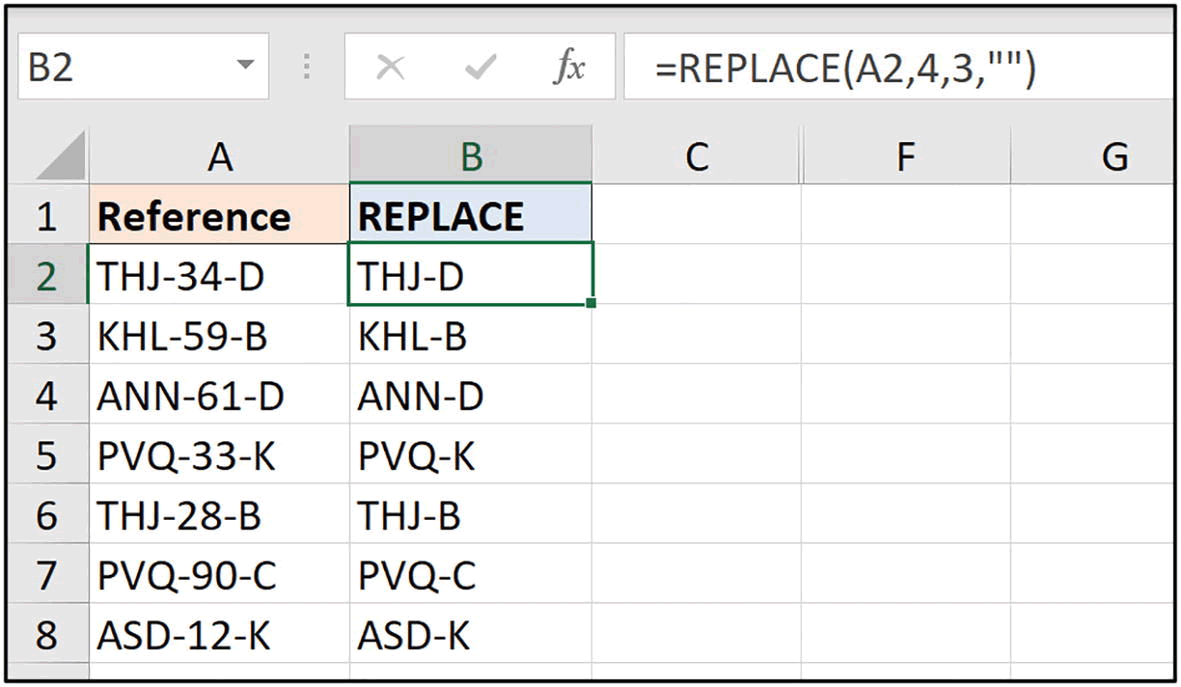 B2 fx =REPLACE(A2,4,3,"")
A B C F G
1 Reference REPLACE
2 THJ-34-D THJ-D
3 KHL-59-B KHL-B
4 ANN-61-D ANN-D
5 PVQ-33-K PVQ-K
6 THJ-28-B THJ-B
7 PVQ-90-C PVQ-C
8 ASD-12-K ASD-K